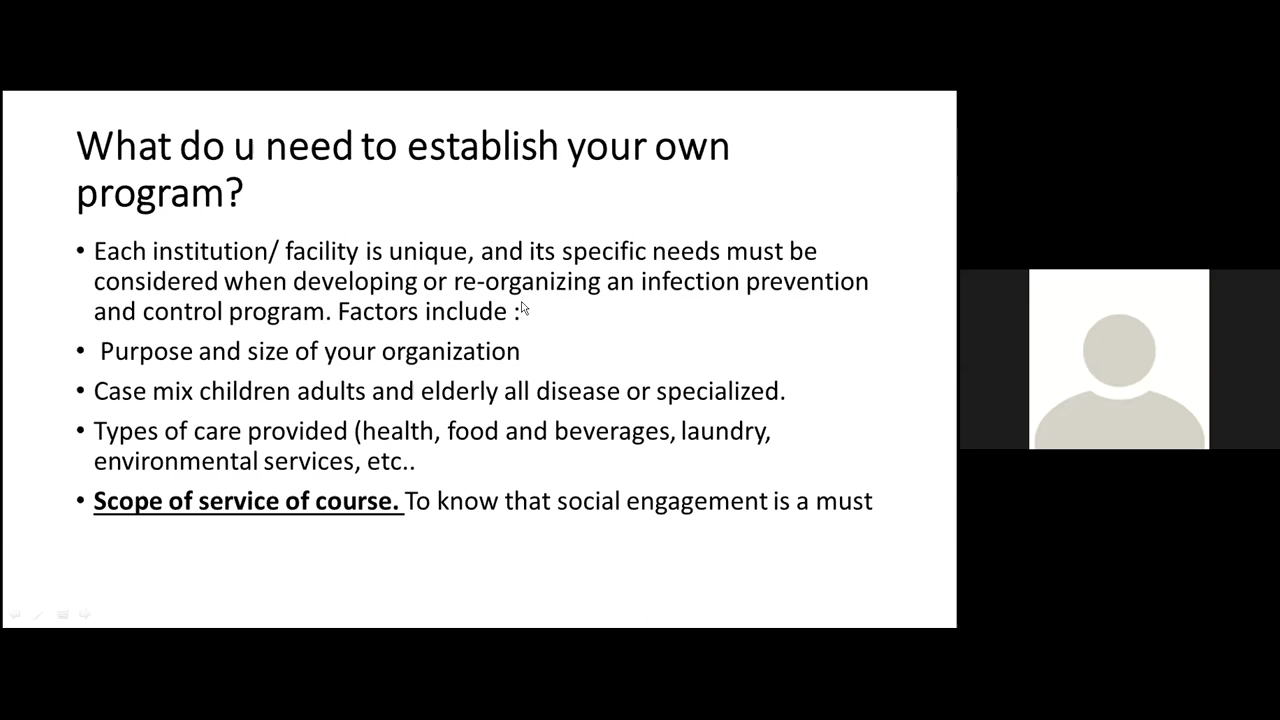 What do u need to establish your own
program?
• Each institution/ facility is unique, and its specific needs must be
considered when developing or re-organizing an infection prevention
and control program. Factors include :
• Purpose and size of your organization
• Case mix children adults and elderly all disease or specialized.
• Types of care provided (health, food and beverages, laundry,
environmental services, etc..
• Scope of service of course. To know that social engagement is a must